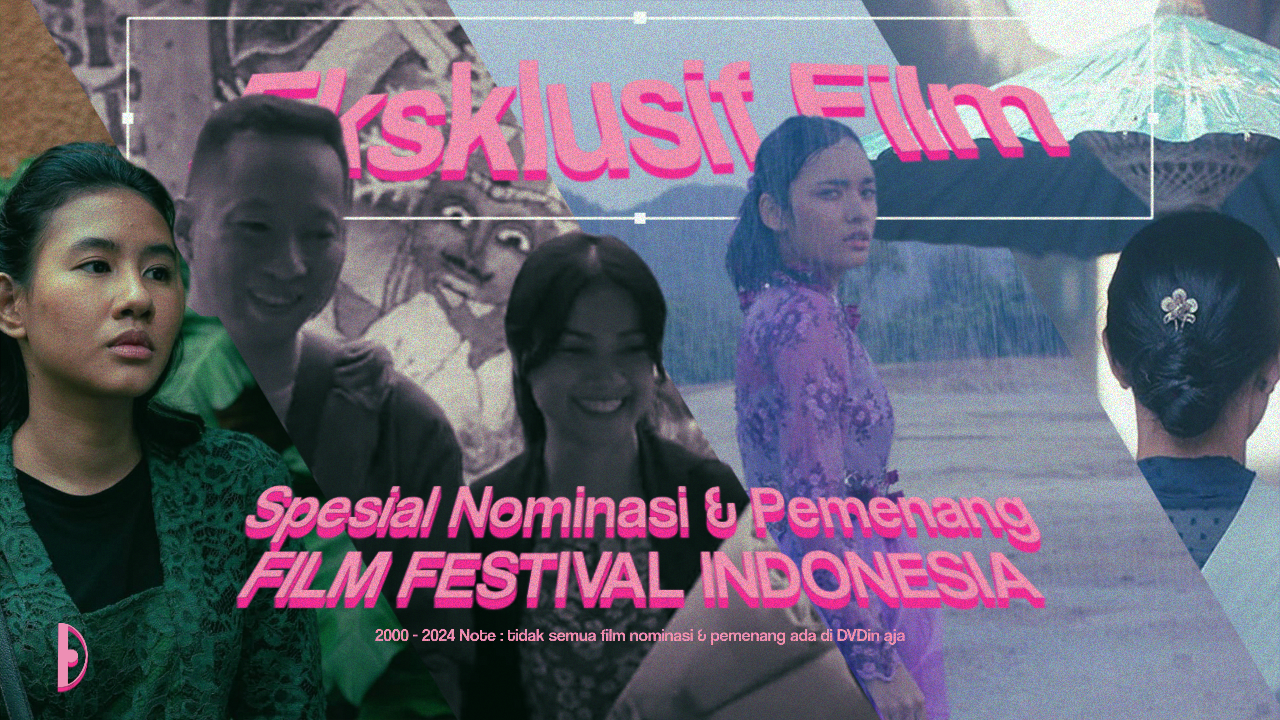 Eksklusif Film
Spesial Nominasi & Pemenang
FILM FESTIVAL INDONESIA
2000 - 2024 Note : tidak semua film nominasi & pemenang ada di DVDin aja